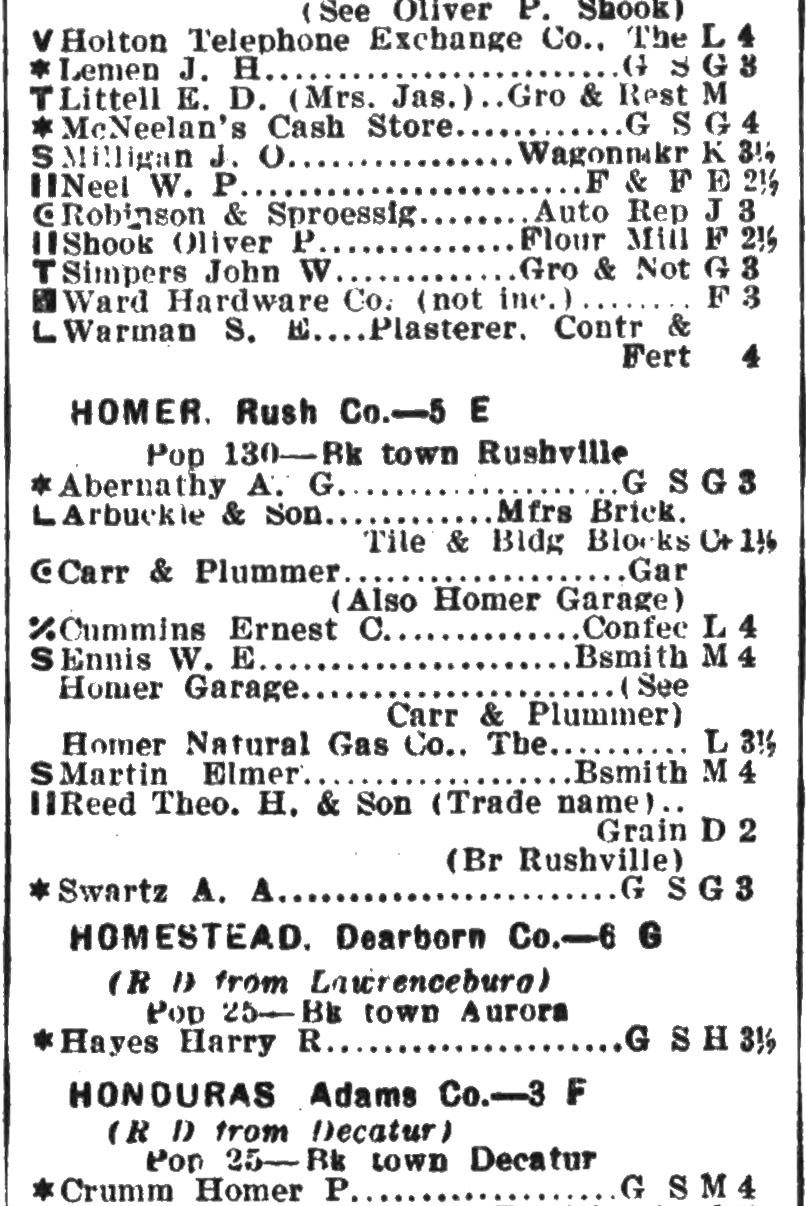 (See Oliver P. Shook)
V Holton Telephone Exchange Co., The L 4
* Lemen J. H.........................G S G 3
T Littell E. D. (Mrs. Jas.)..Gro & Rest M
* McNeelan's Cash Store............G S G 4
S Milligan J. O................Wagonmkr K 3½
II Neel W. P.........................F & F E 2½
G Robinson & Sproessig........Auto Rep J 3
II Shook Oliver P..............Flour Mill F 2½
T Simpers John W.............Gro & Not G 3
Ward Hardware Co. (not inc.)........ F 3
L Warman S. E....Plasterer, Contr &
Fert 4
HOMER, Rush Co.—5 E
Pop 130—Bk town Rushville
* Abernathy A. G....................G S G 3
L Arbuckle & Son............Mfrs Brick,
Tile & Bldg Blocks C+ 1½
G Carr & Plummer....................Gar
(Also Homer Garage)
% Cummins Ernest C..............Confec L 4
S Ennis W. E.......................Bsmith M 4
Homer Garage......................(See
Carr & Plummer)
Homer Natural Gas Co., The.......... L 3½
S Martin Elmer...................Bsmith M 4
II Reed Theo. H. & Son (Trade name)..
Grain D 2
(Br Rushville)
* Swartz A. A........................G S G 3
HOMESTEAD, Dearborn Co.—6 G
(R D from Lawrenceburg)
Pop 25—Bk town Aurora
* Hayes Harry R.....................G S H 3½
HONDURAS Adams Co.—3 F
(R D from Decatur)
Pop 25—Bk town Decatur
* Crumm Homer P...................G S M 4